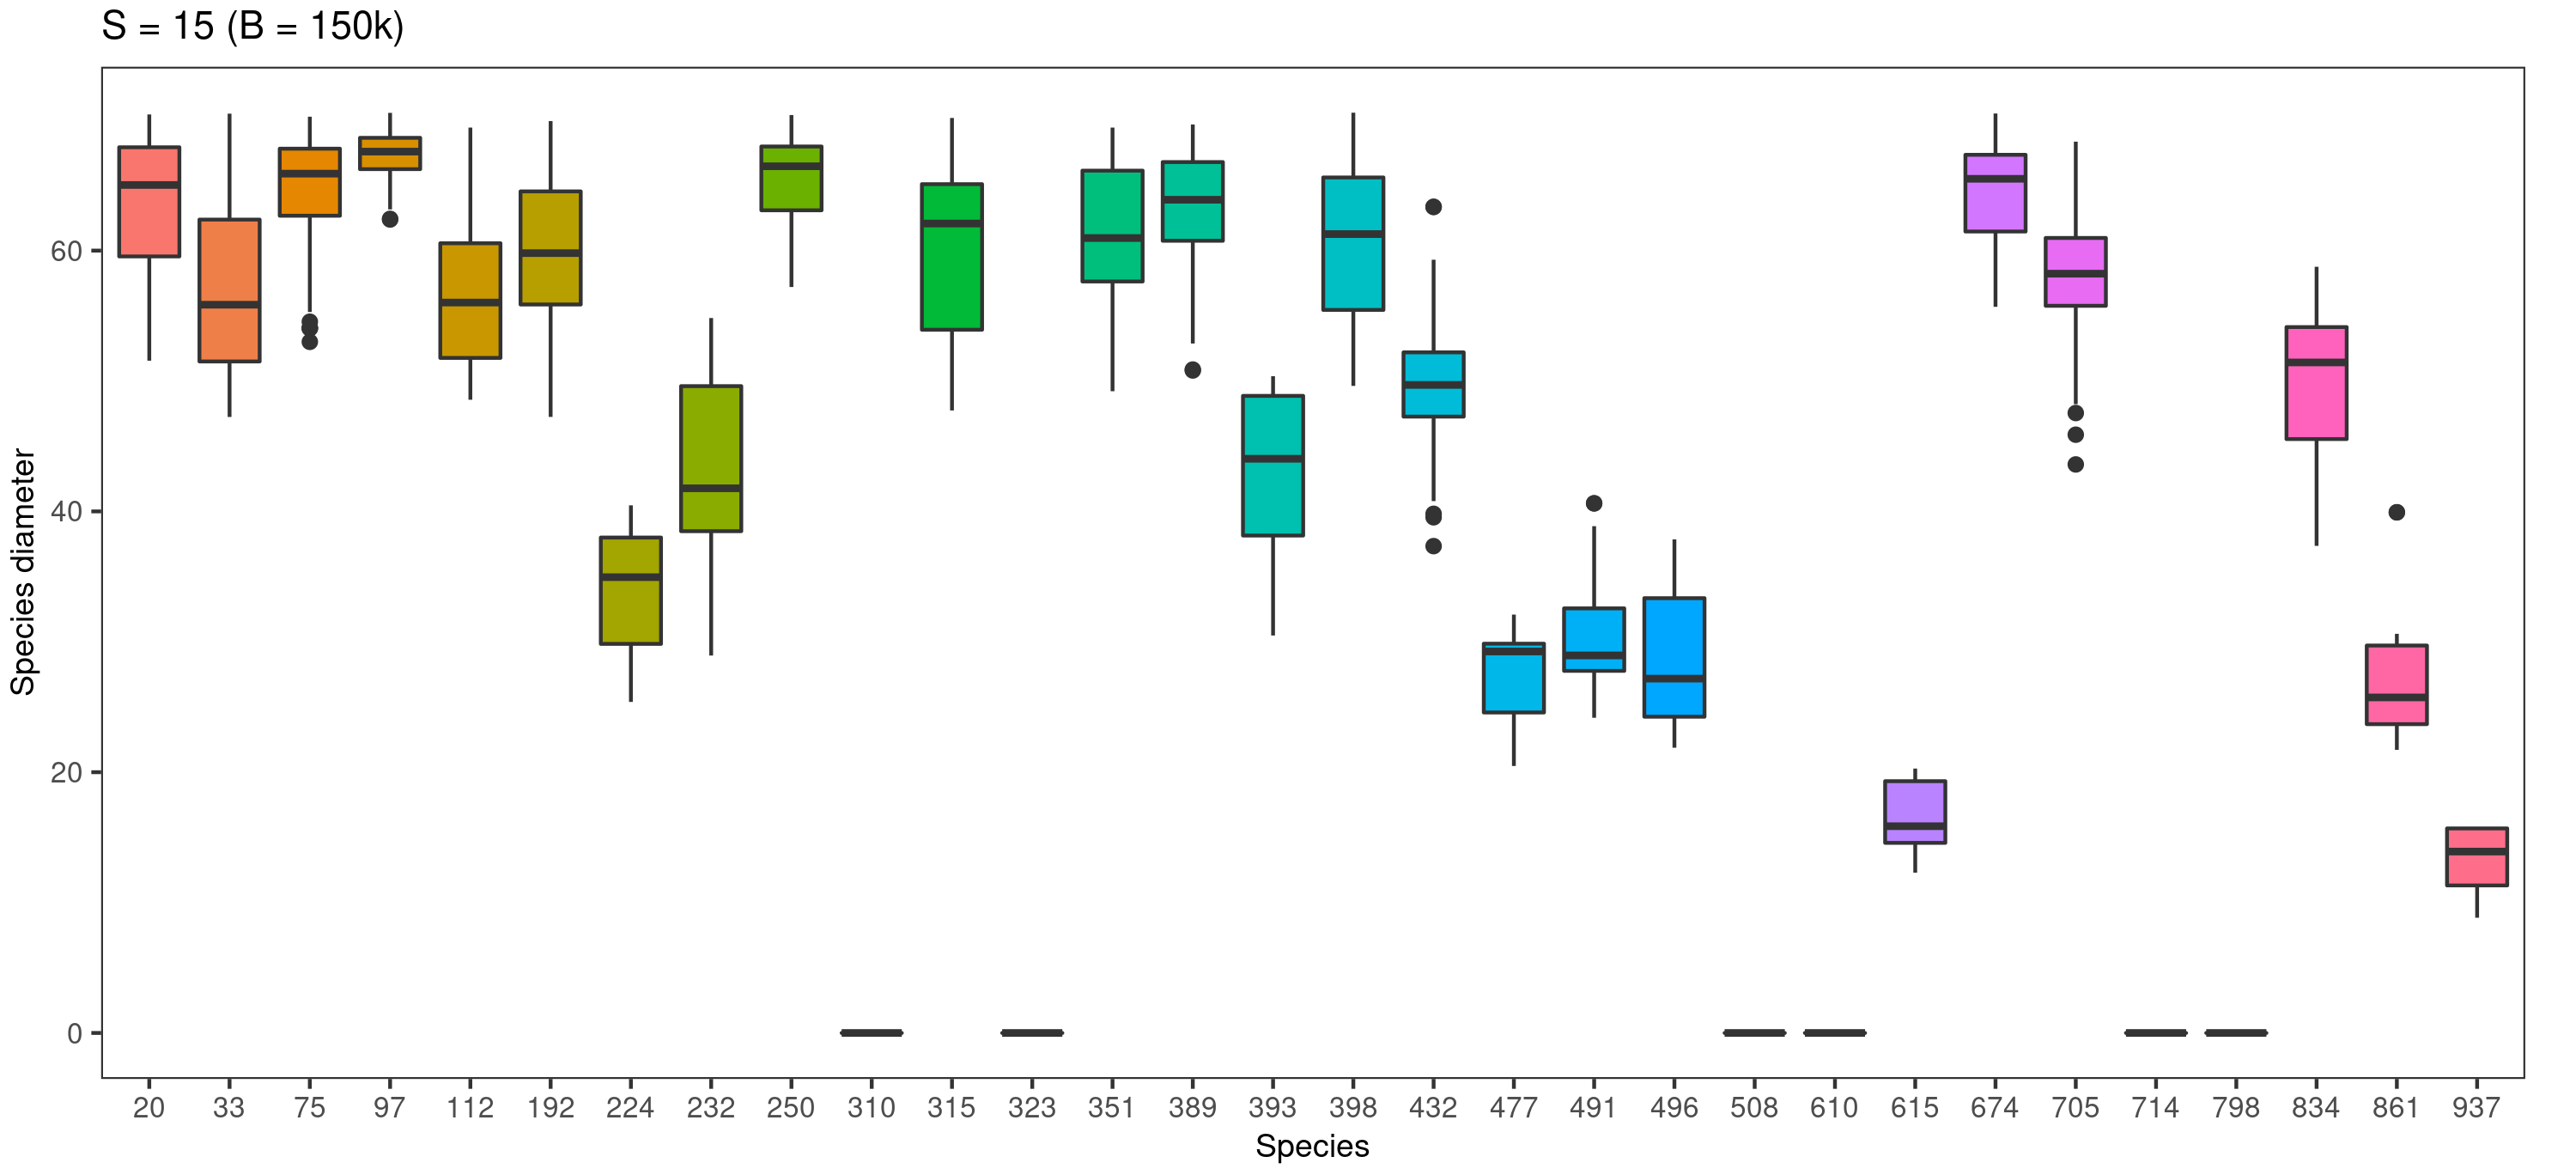 S = 15 (B = 150k)
Species diameter
60
40
20
0
20 33 75 97 112 192 224 232 250 310 315 323 351 389 393 398 432 477 491 496 508 610 615 674 705 714 798 834 861 937
Species